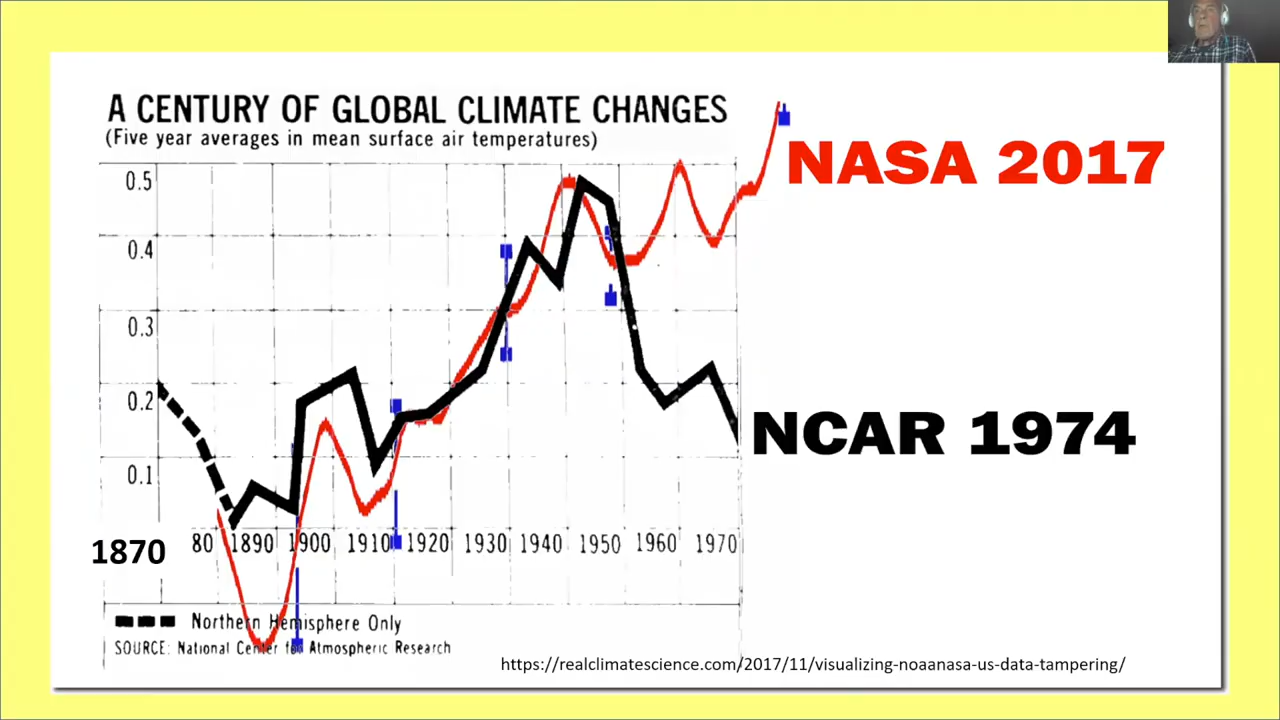 A CENTURY OF GLOBAL CLIMATE CHANGES
(Five year averages in mean surface air temperatures)
NASA 2017
0.5
0.4
0.3
0.2
0.1
NCAR 1974
1870 80 1890 1900 1910 1920 1930 1940 1950 1960 1970
Northern Hemisphere Only
SOURCE: National Center for Atmospheric Research
https://realclimatescience.com/2017/11/visualizing-noaanasa-us-data-tampering/